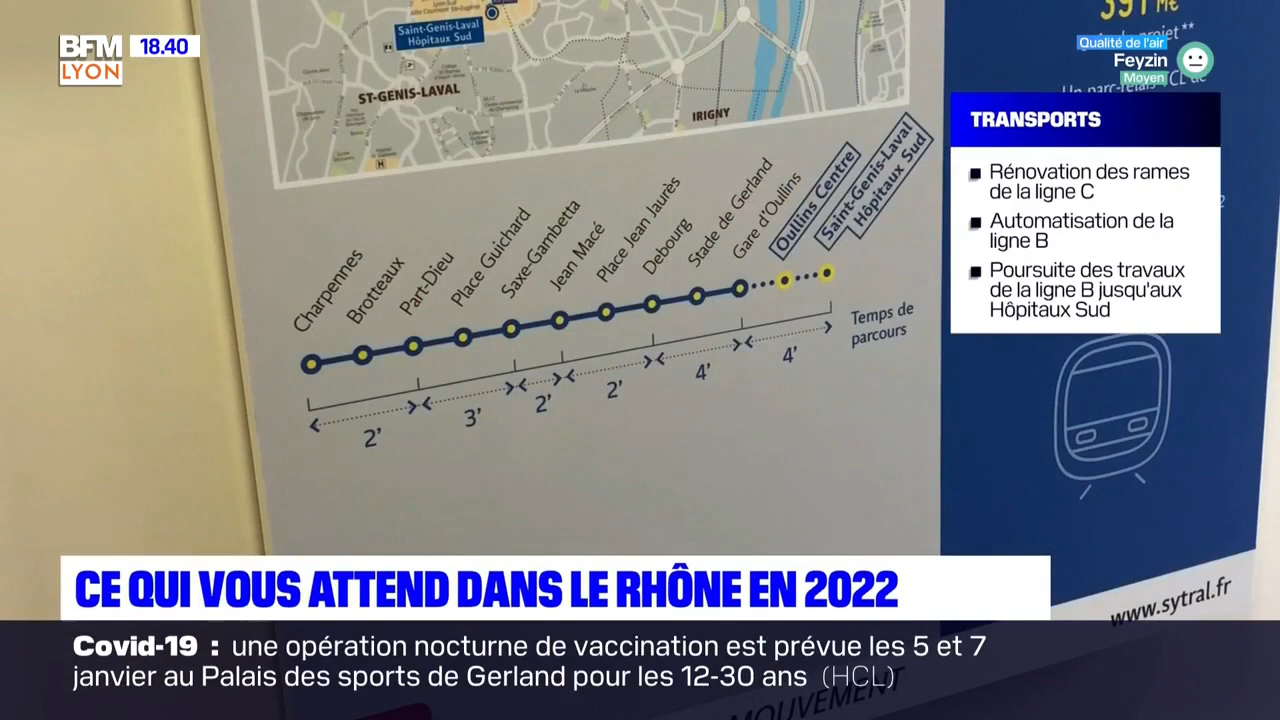 BFM
LYON
18.40
Saint-Genis-Laval
Hôpitaux Sud
ST-GENIS-LAVAL
IRIGNY
H
391 M€
Qualité de l'air
Feyzin
Moyen
TRANSPORTS
Rénovation des rames
de la ligne C
Automatisation de la
ligne B
Poursuite des travaux
de la ligne B jusqu'aux
Hôpitaux Sud
Charpennes
Brotteaux
Part-Dieu
Place Guichard
Saxe-Gambetta
Jean Macé
Place Jean Jaurès
Debourg
Stade de Gerland
Gare d'Oullins
Oullins Centre
Saint-Genis-Laval
Hôpitaux Sud
Temps de
parcours
2'
3'
2'
2'
4'
4'
www.sytral.fr
CE QUI VOUS ATTEND DANS LE RHÔNE EN 2022
Covid-19 : une opération nocturne de vaccination est prévue les 5 et 7
janvier au Palais des sports de Gerland pour les 12-30 ans (HCL)
MOUVEMENT